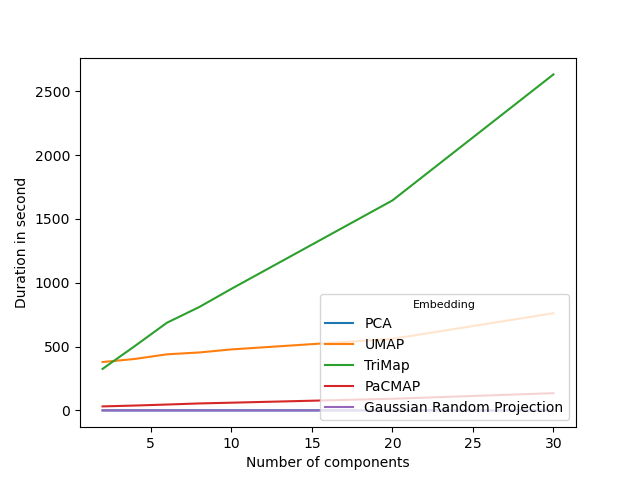 Duration in second
2500
2000
1500
1000
500
0
5
10
15
20
25
30
Number of components
Embedding
PCA
UMAP
TriMap
PaCMAP
Gaussian Random Projection